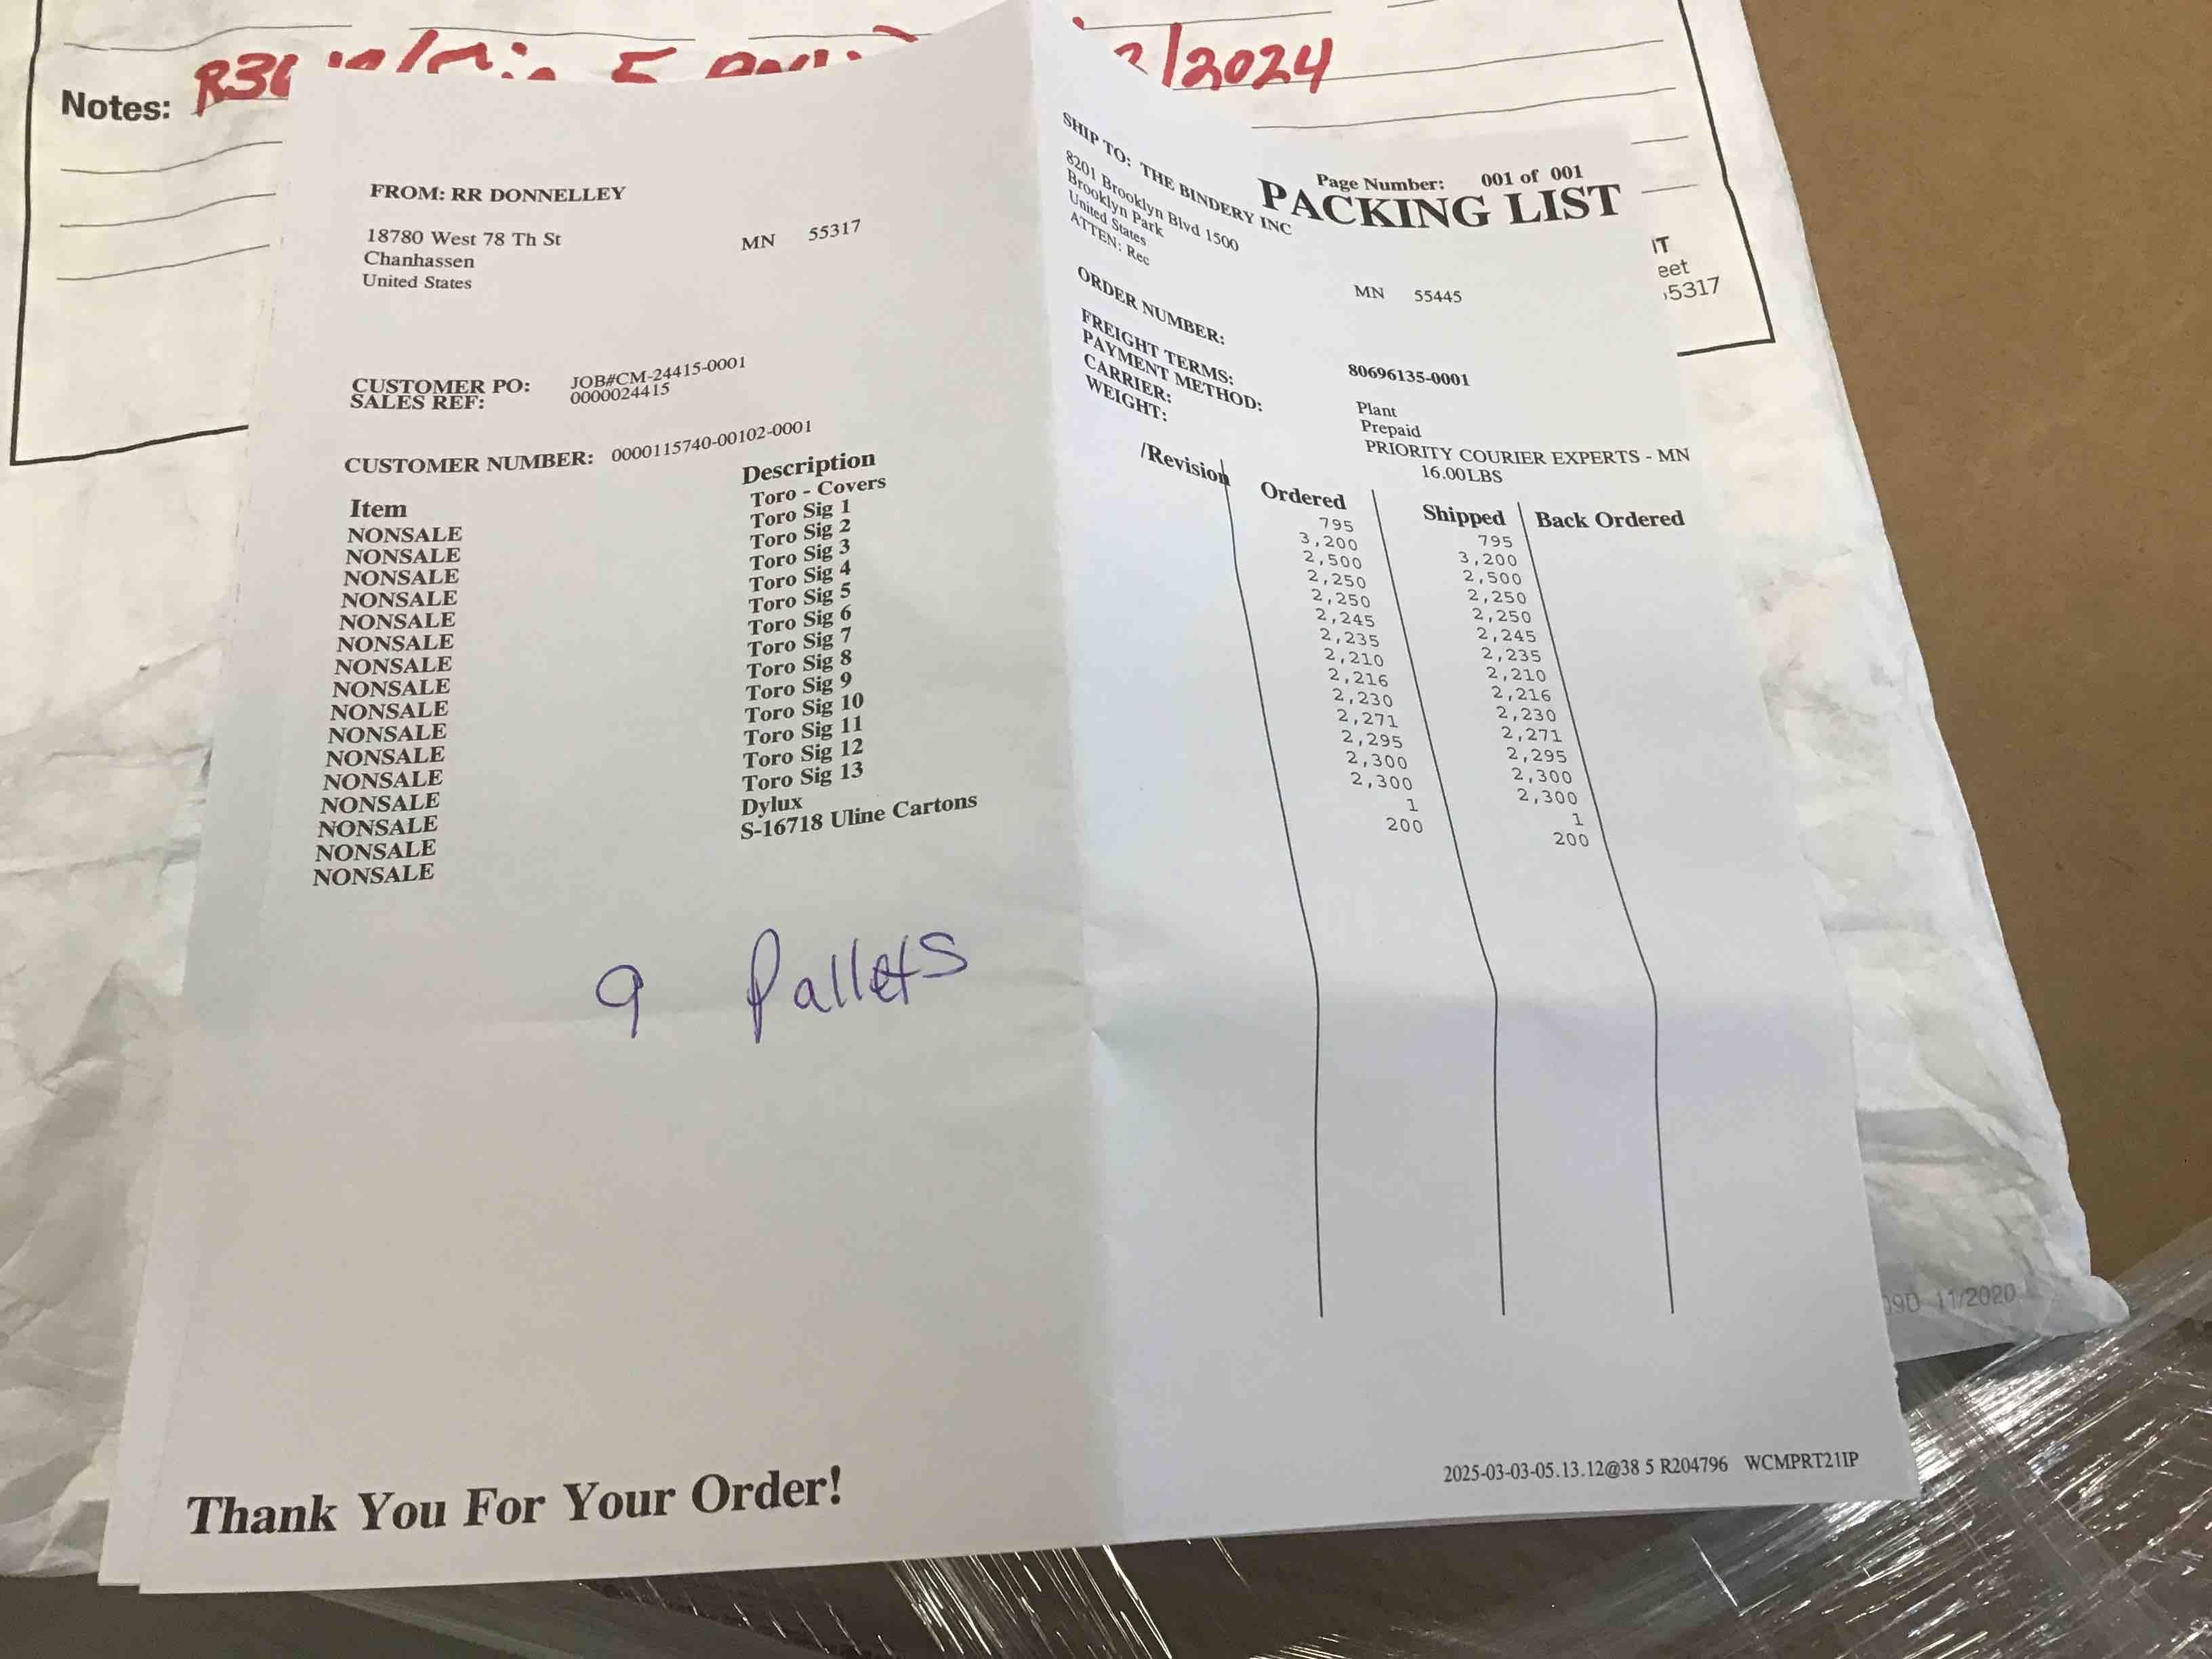 Notes:
/2024
Page Number: 001 of 001
PACKING LIST
FROM: RR DONNELLEY
18780 West 78 Th St
Chanhassen MN 55317
United States
SHIP TO: THE BINDERY INC
8201 Brooklyn Blvd 1500
Brooklyn Park MN 55445
United States
ATTEN: Rec
IT
eet
5317
CUSTOMER PO: JOB#CM-24415-0001
SALES REF: 0000024415
CUSTOMER NUMBER: 0000115740-00102-0001
ORDER NUMBER: 80696135-0001
FREIGHT TERMS: Plant
PAYMENT METHOD: Prepaid
CARRIER: PRIORITY COURIER EXPERTS - MN
WEIGHT: 16.00LBS
Item Description /Revision Ordered Shipped Back Ordered
NONSALE Toro - Covers 795 795
NONSALE Toro Sig 1 3,200 3,200
NONSALE Toro Sig 2 2,500 2,500
NONSALE Toro Sig 3 2,250 2,250
NONSALE Toro Sig 4 2,250 2,250
NONSALE Toro Sig 5 2,245 2,245
NONSALE Toro Sig 6 2,235 2,235
NONSALE Toro Sig 7 2,210 2,210
NONSALE Toro Sig 8 2,216 2,216
NONSALE Toro Sig 9 2,230 2,230
NONSALE Toro Sig 10 2,271 2,271
NONSALE Toro Sig 11 2,295 2,295
NONSALE Toro Sig 12 2,300 2,300
NONSALE Toro Sig 13 2,300 2,300
NONSALE Dylux 1 1
NONSALE S-16718 Uline Cartons 200 200
9 Pallets
9D 11/2020
2025-03-03-05.13.12@38 5 R204796 WCMPRT21IP
Thank You For Your Order!